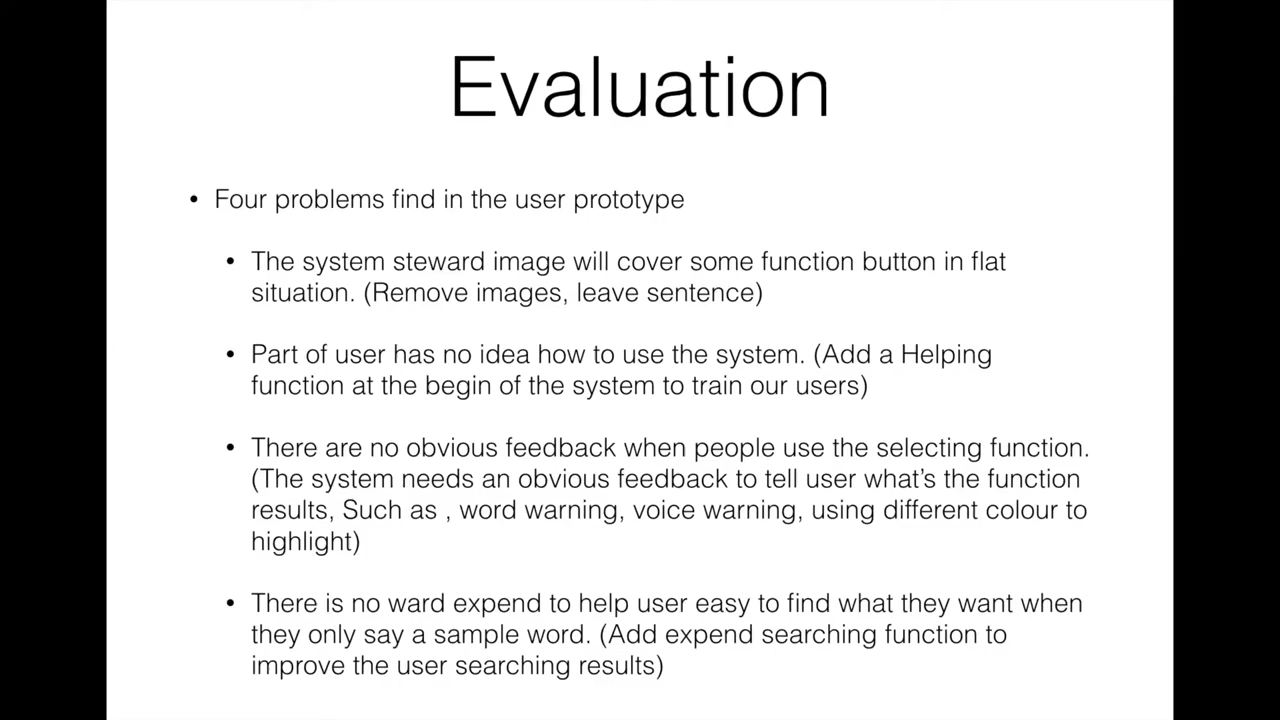 Evaluation
• Four problems find in the user prototype
• The system steward image will cover some function button in flat
situation. (Remove images, leave sentence)
• Part of user has no idea how to use the system. (Add a Helping
function at the begin of the system to train our users)
• There are no obvious feedback when people use the selecting function.
(The system needs an obvious feedback to tell user what’s the function
results, Such as , word warning, voice warning, using different colour to
highlight)
• There is no ward expend to help user easy to find what they want when
they only say a sample word. (Add expend searching function to
improve the user searching results)